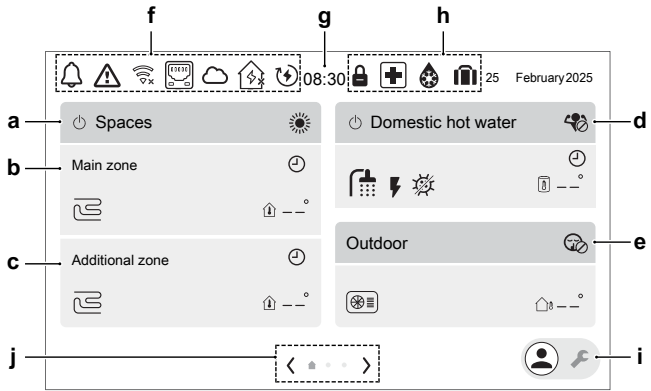 f
g
h
08:30
25 February 2025
a
Spaces
Domestic hot water
d
b
Main zone
--°
--°
Outdoor
e
c
Additional zone
--°
--°
j
i